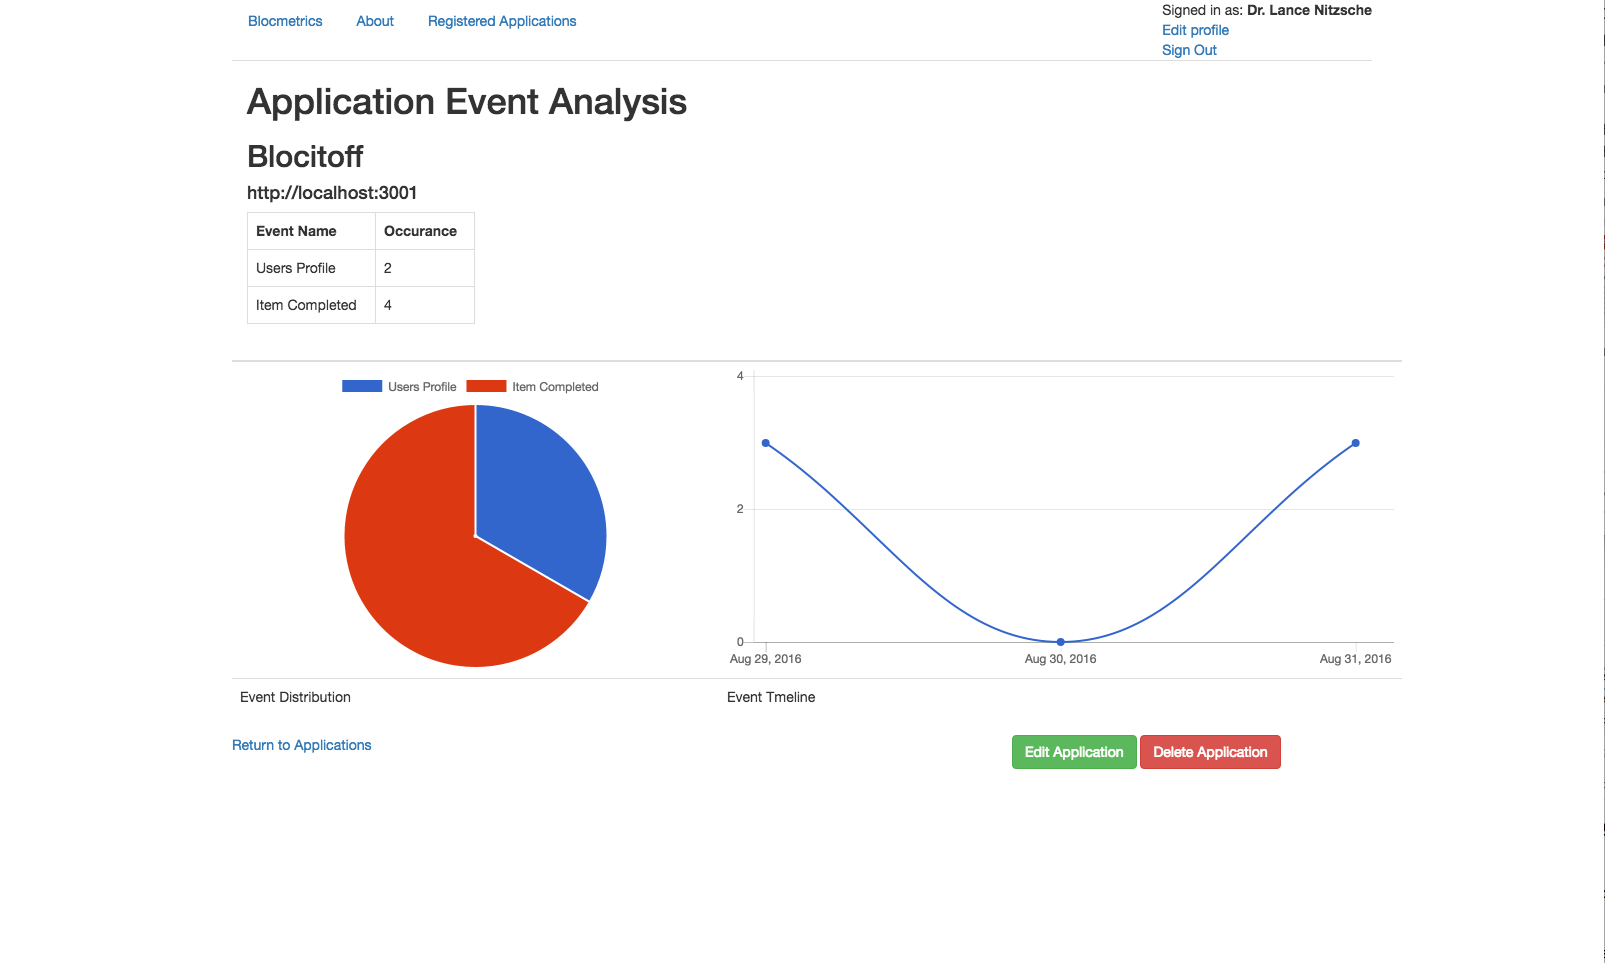 Blocmetrics About Registered Applications
Signed in as: Dr. Lance Nitzsche
Edit profile
Sign Out
Application Event Analysis
Blocitoff
http://localhost:3001
Event Name Occurance
Users Profile 2
Item Completed 4
Users Profile Item Completed
4
2
0
Aug 29, 2016 Aug 30, 2016 Aug 31, 2016
Event Distribution Event Tmeline
Return to Applications Edit Application Delete Application